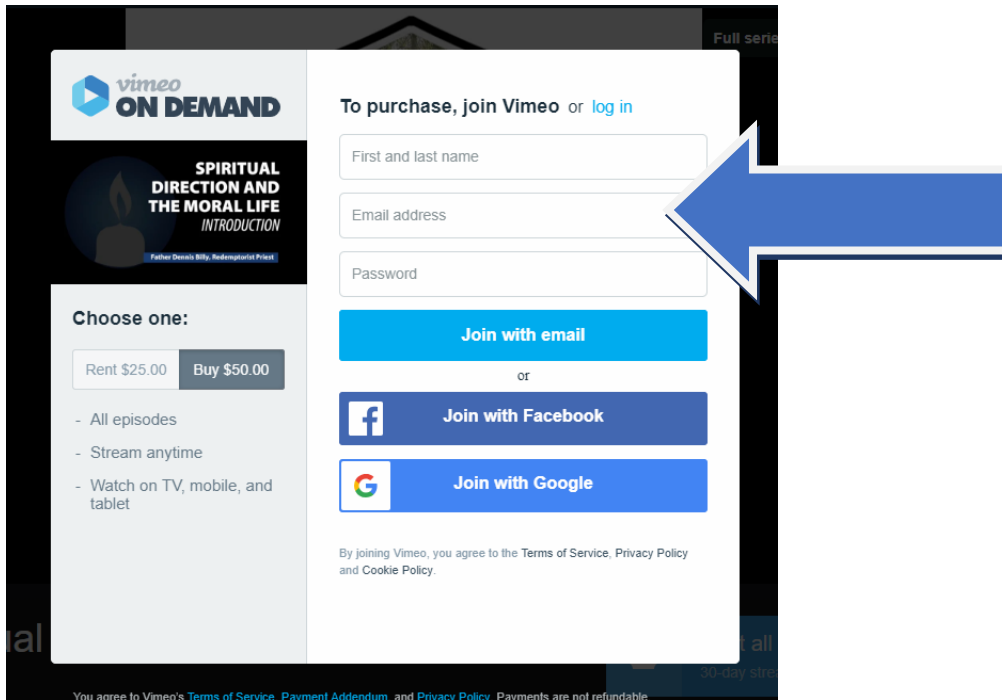 Full serie
vimeo
ON DEMAND
SPIRITUAL
DIRECTION AND
THE MORAL LIFE
INTRODUCTION
Father Dennis Billy, Redemptorist Priest
Choose one:
Rent $25.00 Buy $50.00
- All episodes
- Stream anytime
- Watch on TV, mobile, and
tablet
To purchase, join Vimeo or log in
First and last name
Email address
Password
Join with email
or
Join with Facebook
Join with Google
By joining Vimeo, you agree to the Terms of Service, Privacy Policy
and Cookie Policy.
ual
t all
30-day stre
You agree to Vimeo's Terms of Service, Payment Addendum, and Privacy Policy. Payments are not refundable.